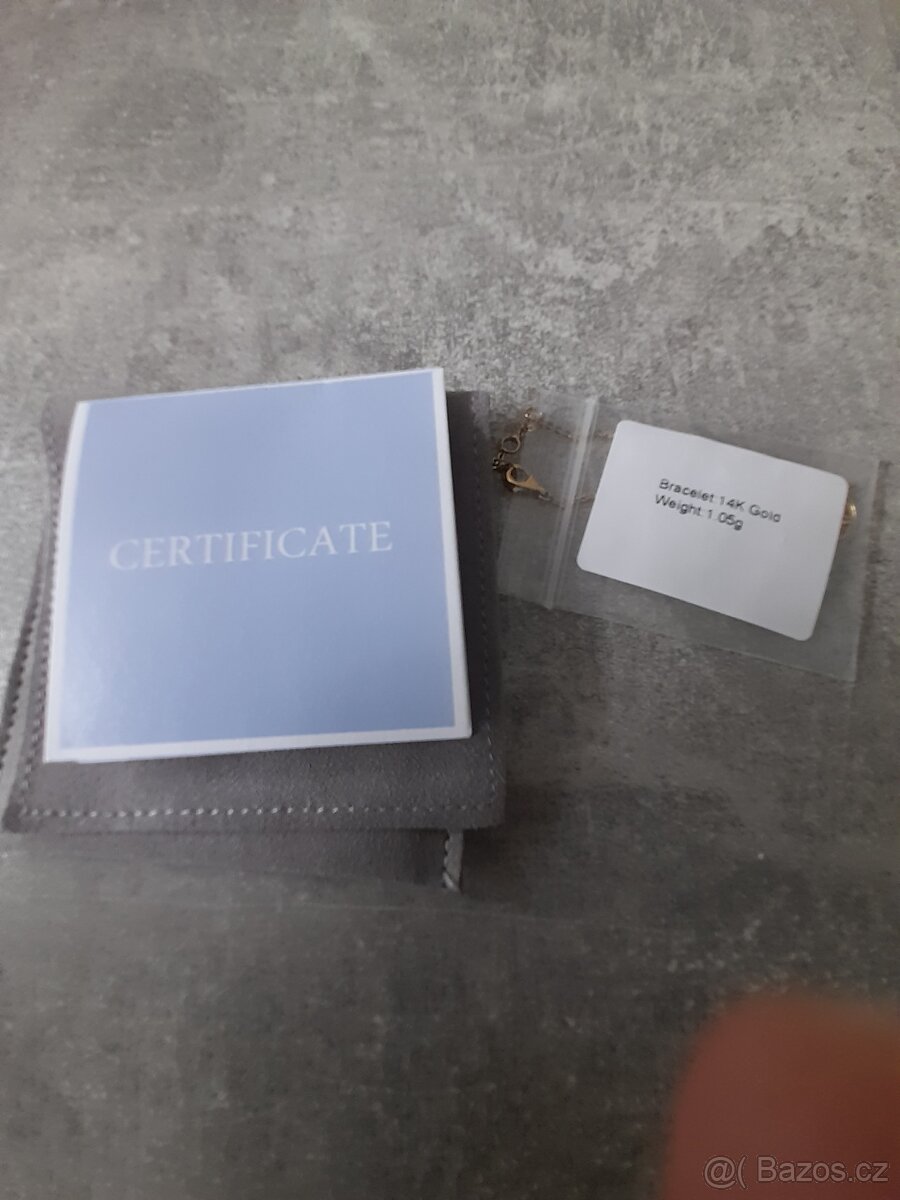 CERTIFICATE
Bracelet 14K Gold
Weight 1.05g
@( Bazos.cz